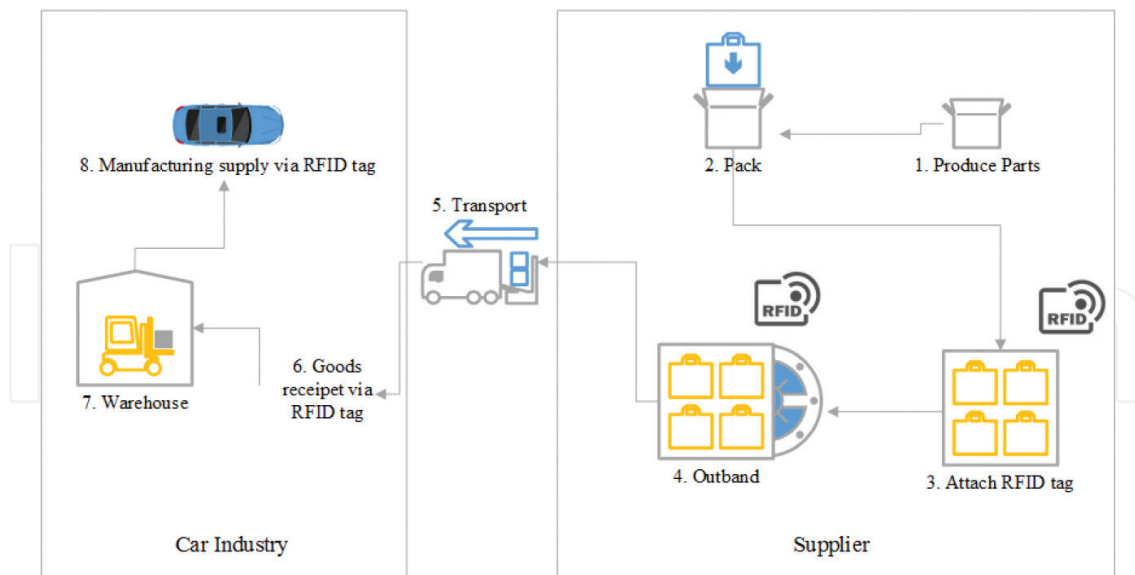 1. Produce Parts
2. Pack
RFID
3. Attach RFID tag
RFID
4. Outband
5. Transport
6. Goods
receipet via
RFID tag
7. Warehouse
8. Manufacturing supply via RFID tag
Car Industry
Supplier